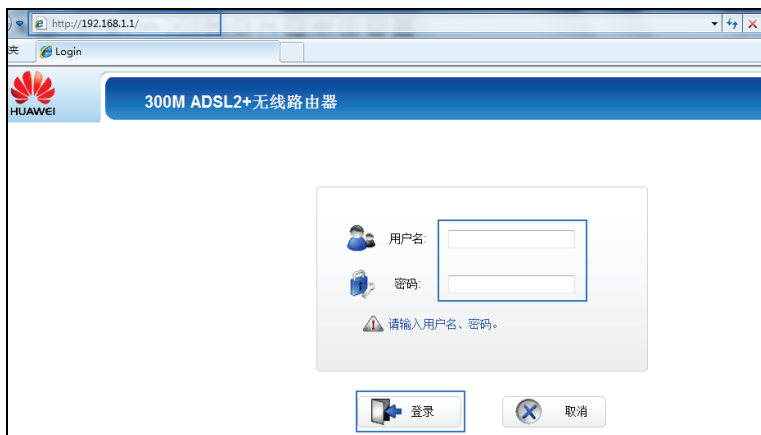 http://192.168.1.1/
夹
Login
HUAWEI
300M ADSL2+无线路由器
用户名:
密码:
请输入用户名、密码。
登录
取消